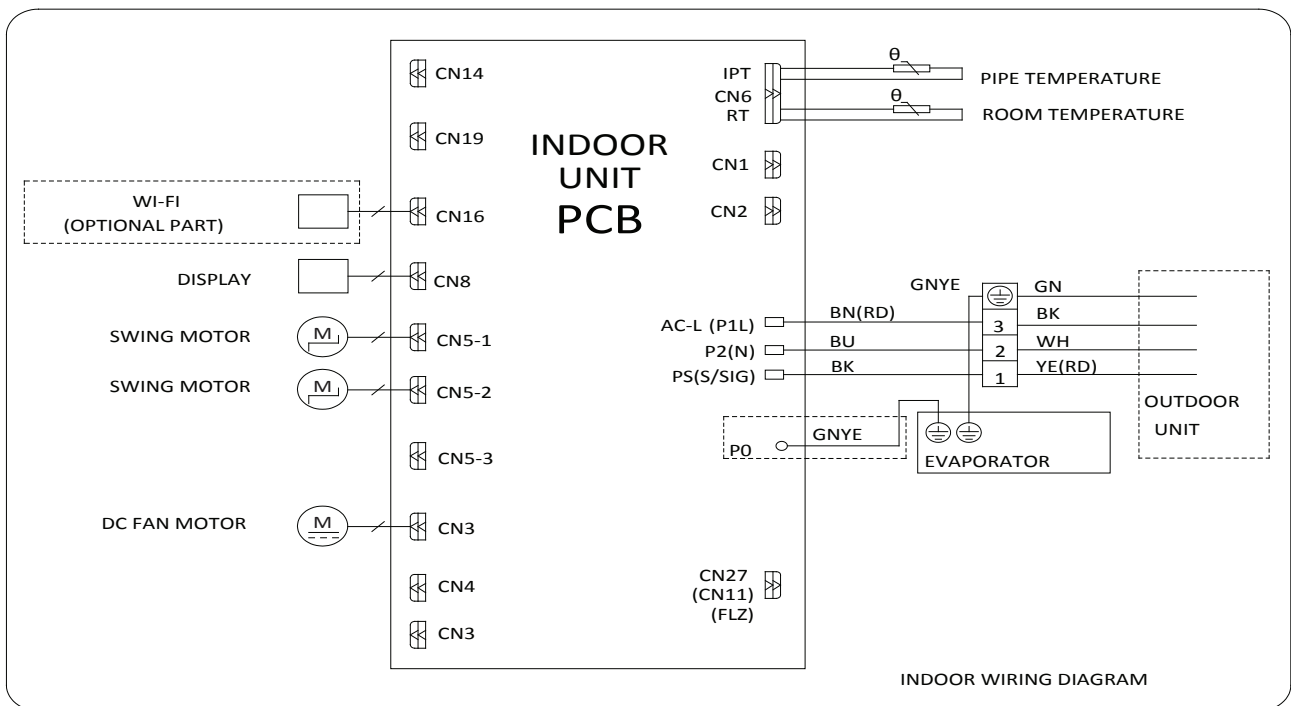 CN14
CN19
WI-FI
(OPTIONAL PART)
CN16
DISPLAY
CN8
SWING MOTOR
M
CN5-1
SWING MOTOR
M
CN5-2
CN5-3
DC FAN MOTOR
M
CN3
CN4
CN3
INDOOR
UNIT
PCB
IPT
CN6
RT
θ
PIPE TEMPERATURE
θ
ROOM TEMPERATURE
CN1
CN2
AC-L (P1L)
BN(RD)
P2(N)
BU
PS(S/SIG)
BK
P0
GNYE
GNYE
GN
3
BK
2
WH
1
YE(RD)
OUTDOOR
UNIT
EVAPORATOR
CN27
(CN11)
(FLZ)
INDOOR WIRING DIAGRAM